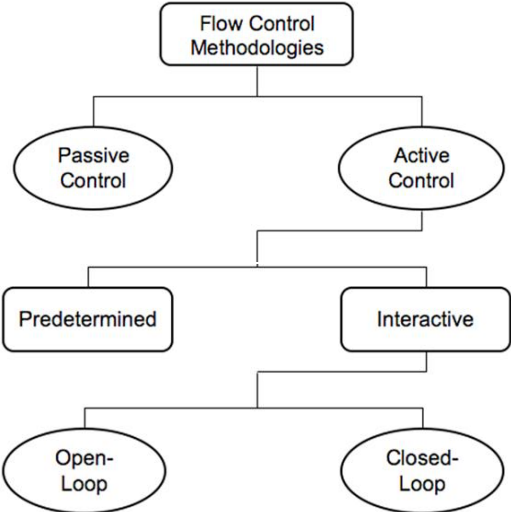 Flow Control
Methodologies
Passive
Control
Active
Control
Predetermined
Interactive
Open-
Loop
Closed-
Loop